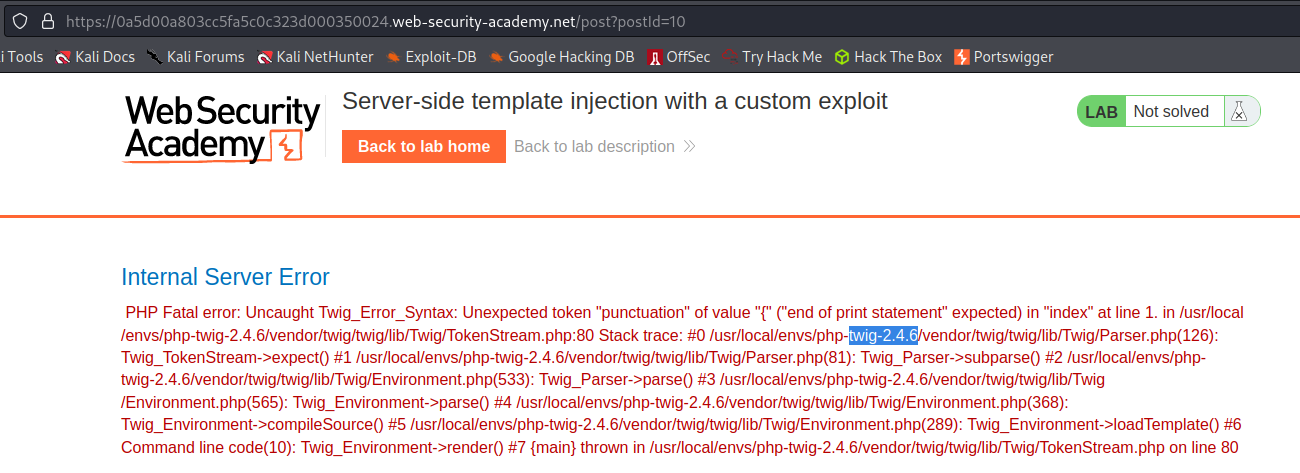 https://0a5d00a803cc5fa5c0c323d000350024.web-security-academy.net/post?postId=10
i Tools Kali Docs Kali Forums Kali NetHunter Exploit-DB Google Hacking DB OffSec Try Hack Me Hack The Box Portswigger
Web Security
Academy
Server-side template injection with a custom exploit
Back to lab home Back to lab description
LAB Not solved
Internal Server Error
PHP Fatal error: Uncaught Twig_Error_Syntax: Unexpected token "punctuation" of value "{" ("end of print statement" expected) in "index" at line 1. in /usr/local
/envs/php-twig-2.4.6/vendor/twig/twig/lib/Twig/TokenStream.php:80 Stack trace: #0 /usr/local/envs/php-twig-2.4.6/vendor/twig/twig/lib/Twig/Parser.php(126):
Twig_TokenStream->expect() #1 /usr/local/envs/php-twig-2.4.6/vendor/twig/twig/lib/Twig/Parser.php(81): Twig_Parser->subparse() #2 /usr/local/envs/php-
twig-2.4.6/vendor/twig/twig/lib/Twig/Environment.php(533): Twig_Parser->parse() #3 /usr/local/envs/php-twig-2.4.6/vendor/twig/twig/lib/Twig
/Environment.php(565): Twig_Environment->parse() #4 /usr/local/envs/php-twig-2.4.6/vendor/twig/twig/lib/Twig/Environment.php(368):
Twig_Environment->compileSource() #5 /usr/local/envs/php-twig-2.4.6/vendor/twig/twig/lib/Twig/Environment.php(289): Twig_Environment->loadTemplate() #6
Command line code(10): Twig_Environment->render() #7 {main} thrown in /usr/local/envs/php-twig-2.4.6/vendor/twig/twig/lib/Twig/TokenStream.php on line 80